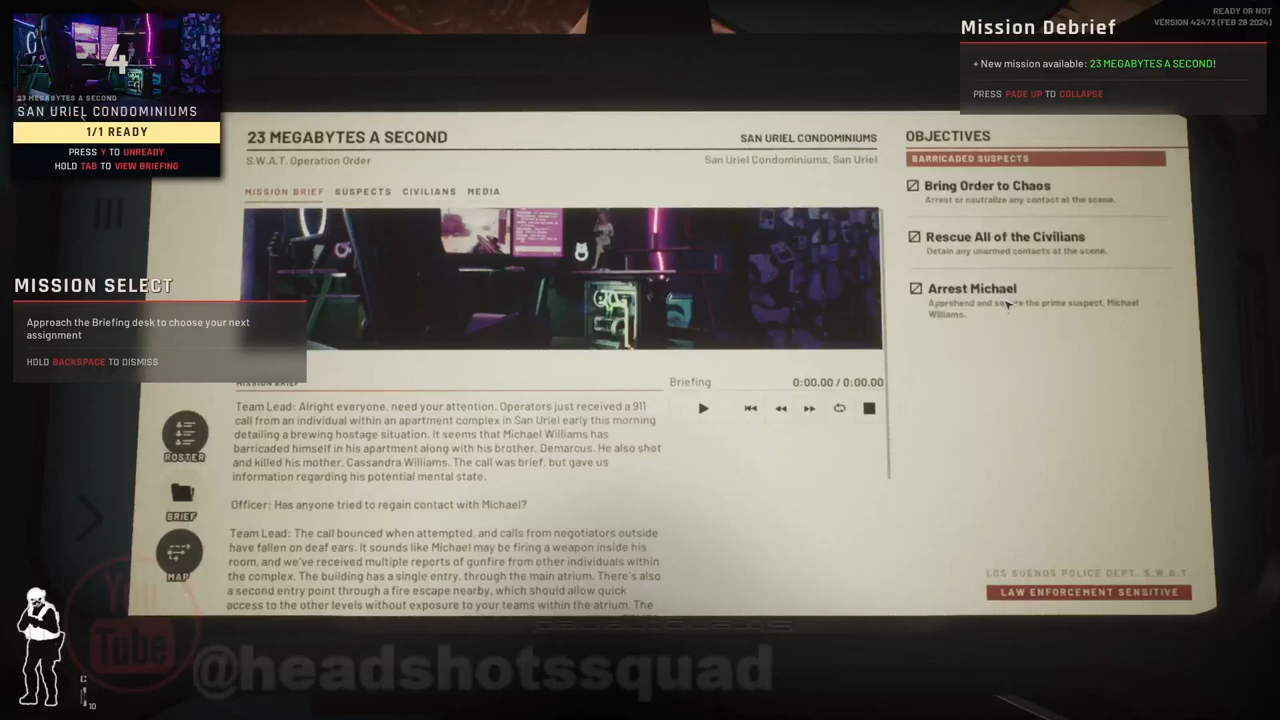 READY OR NOT
VERSION 42473 (FEB 28 2024)
4
23 MEGABYTES A SECOND
SAN URIEL CONDOMINIUMS
1/1 READY
PRESS Y TO UNREADY
HOLD TAB TO VIEW BRIEFING
Mission Debrief
+ New mission available: 23 MEGABYTES A SECOND!
PRESS PAGE UP TO COLLAPSE
MISSION SELECT
Approach the Briefing desk to choose your next
assignment
HOLD BACKSPACE TO DISMISS
23 MEGABYTES A SECOND
SAN URIEL CONDOMINIUMS
S.W.A.T. Operation Order
San Uriel Condominiums, San Uriel
MISSION BRIEF SUSPECTS CIVILIANS MEDIA
OBJECTIVES
BARRICADED SUSPECTS
Bring Order to Chaos
Arrest or neutralize any contact at the scene.
Rescue All of the Civilians
Detain any unarmed contacts at the scene.
Arrest Michael
Apprehend and secure the prime suspect, Michael
Williams.
MISSION BRIEF
Briefing 0:00.00 / 0:00.00
Team Lead: Alright everyone, need your attention. Operators just received a 911
call from an individual within an apartment complex in San Uriel early this morning
detailing a brewing hostage situation. It seems that Michael Williams has
barricaded himself in his apartment along with his brother, Demarcus. He also shot
and killed his mother, Cassandra Williams. The call was brief, but gave us
information regarding his potential mental state.
Officer: Has anyone tried to regain contact with Michael?
Team Lead: The call bounced when attempted, and calls from negotiators outside
have fallen on deaf ears. It sounds like Michael may be firing a weapon inside his
room, and we've received multiple reports of gunfire from other individuals within
the complex. The building has a single entry, through the main atrium. There's also
a second entry point through a fire escape nearby, which should allow quick
access to the other levels without exposure to your teams within the atrium. The
ROSTER
BRIEF
MAP
LOS SUENOS POLICE DEPT. S.W.A.T.
LAW ENFORCEMENT SENSITIVE
You
Tube
@headshotssquad
C
10